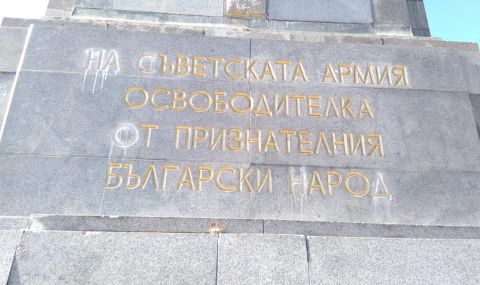 НА СЪВЕТСКАТА АРМИЯ
ОСВОБОДИТЕЛКА
ОТ ПРИЗНАТЕЛНИЯ
БЪЛГАРСКИ НАРОД